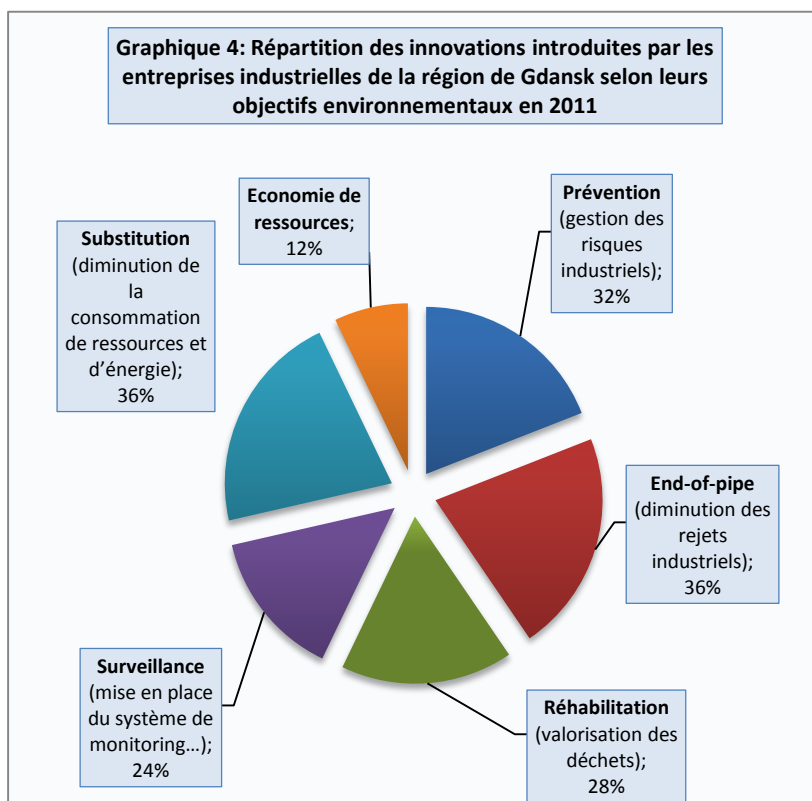 Graphique 4: Répartition des innovations introduites par les
entreprises industrielles de la région de Gdansk selon leurs
objectifs environnementaux en 2011
Economie de
ressources;
12%
Prévention
(gestion des
risques
industriels);
32%
Substitution
(diminution de
la
consommation
de ressources et
d’énergie);
36%
End-of-pipe
(diminution des
rejets
industriels);
36%
Surveillance
(mise en place
du système de
monitoring…);
24%
Réhabilitation
(valorisation des
déchets);
28%